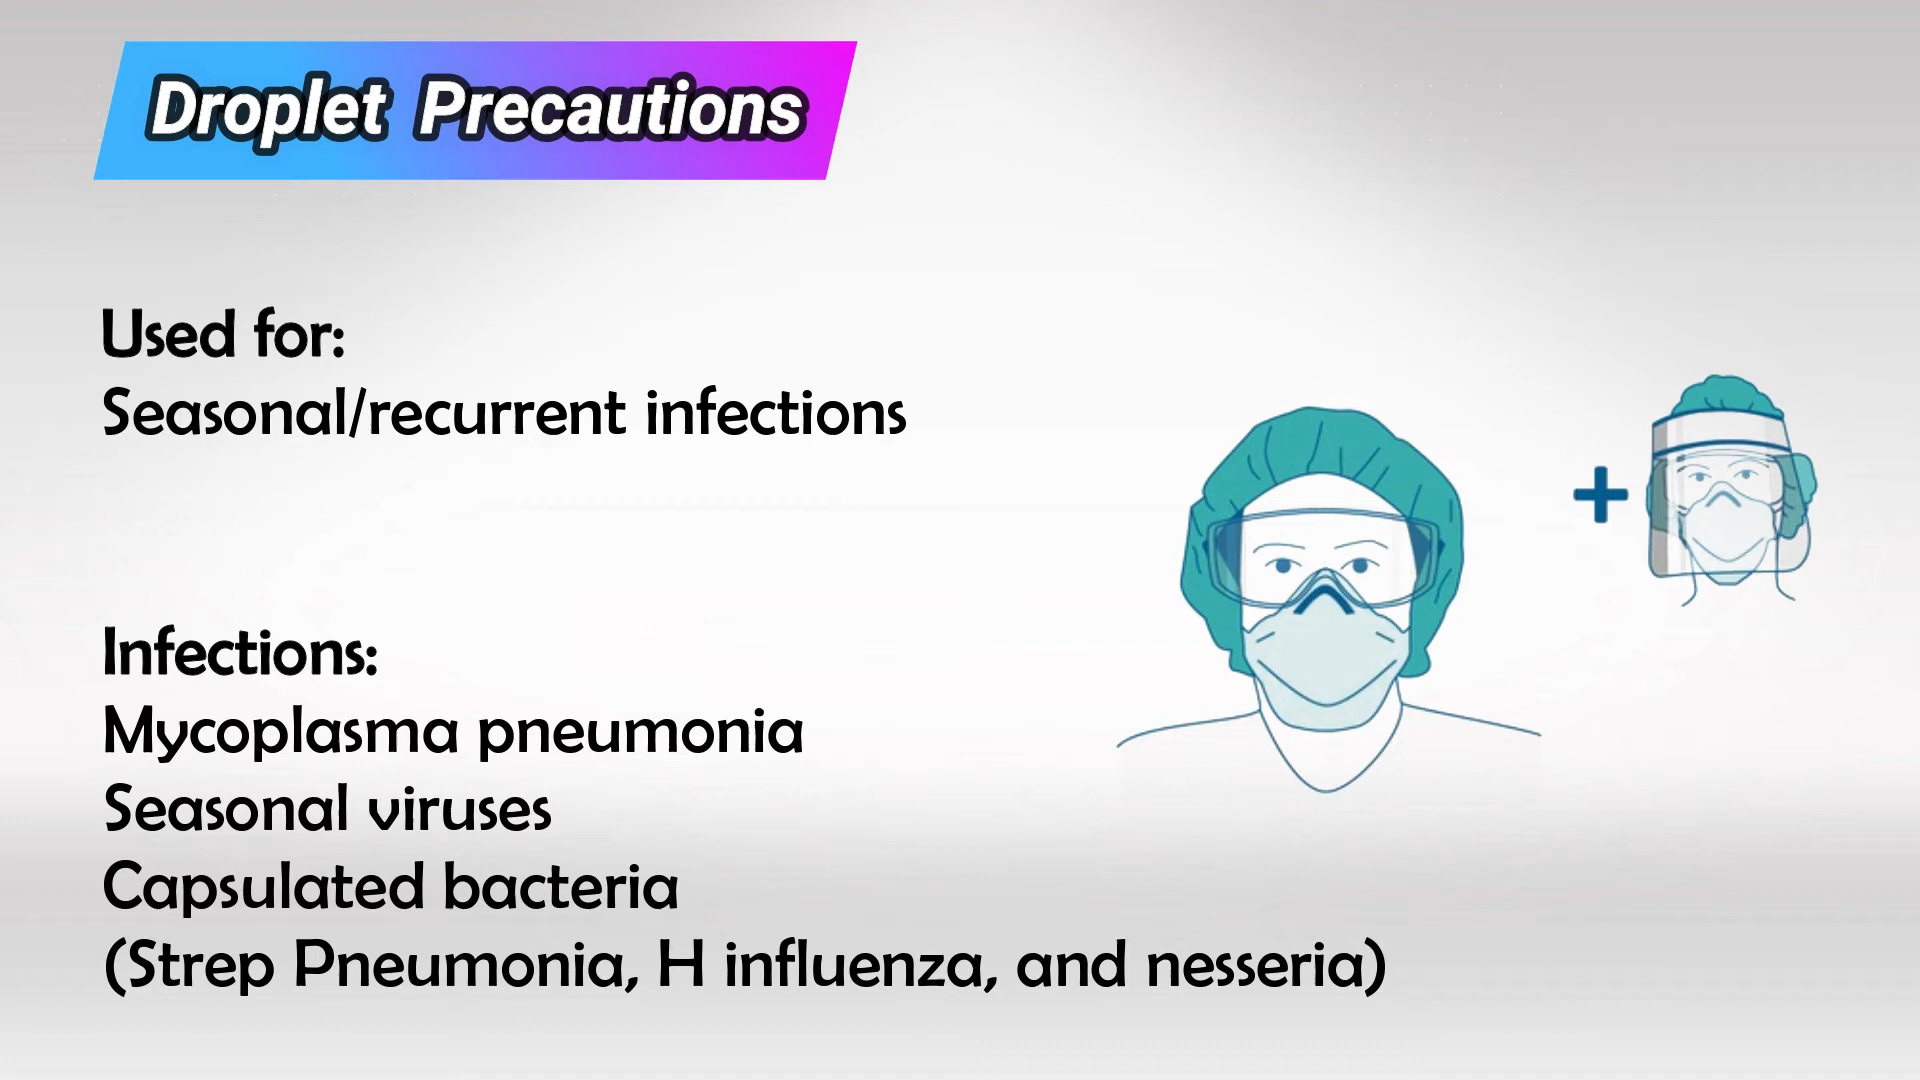 Droplet Precautions
Used for:
Seasonal/recurrent infections
Infections:
Mycoplasma pneumonia
Seasonal viruses
Capsulated bacteria
(Strep Pneumonia, H influenza, and nesseria)